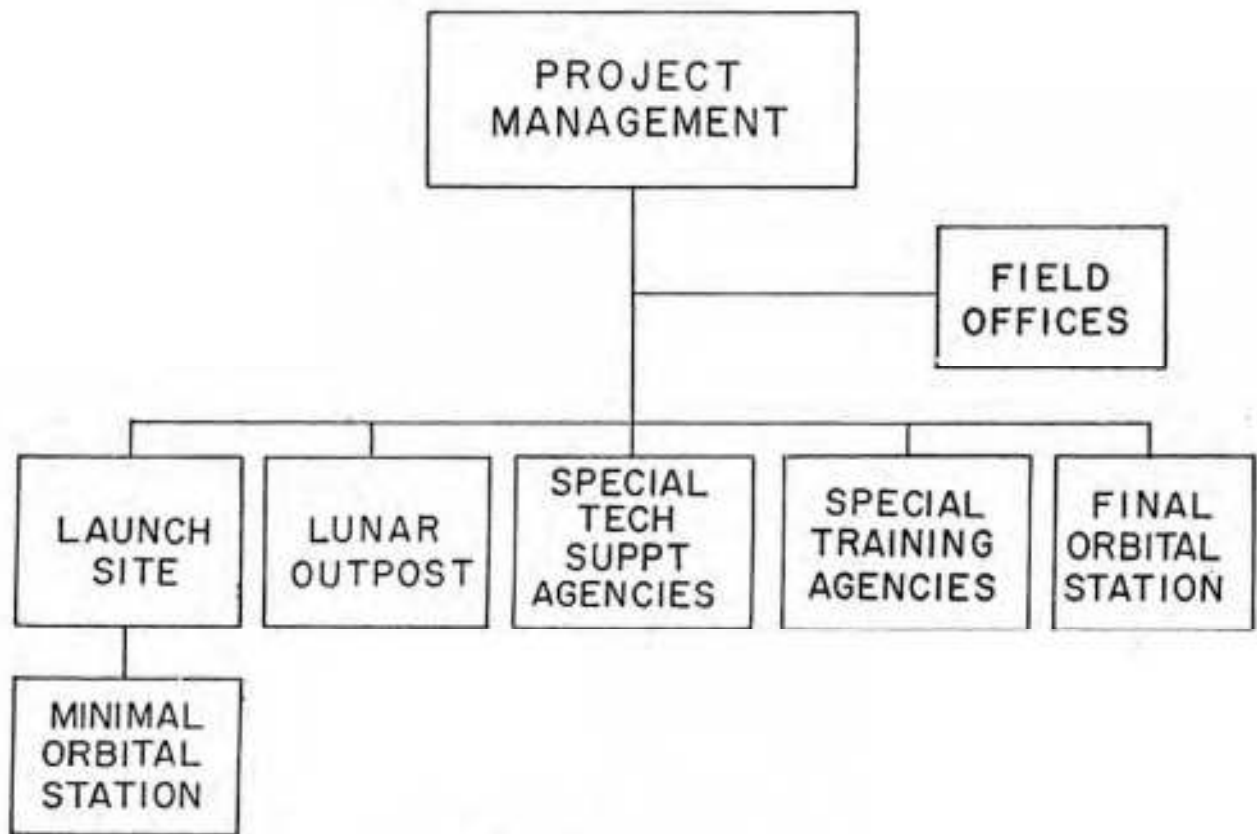 PROJECT
MANAGEMENT
FIELD
OFFICES
LAUNCH
SITE
LUNAR
OUTPOST
SPECIAL
TECH
SUPPT
AGENCIES
SPECIAL
TRAINING
AGENCIES
FINAL
ORBITAL
STATION
MINIMAL
ORBITAL
STATION